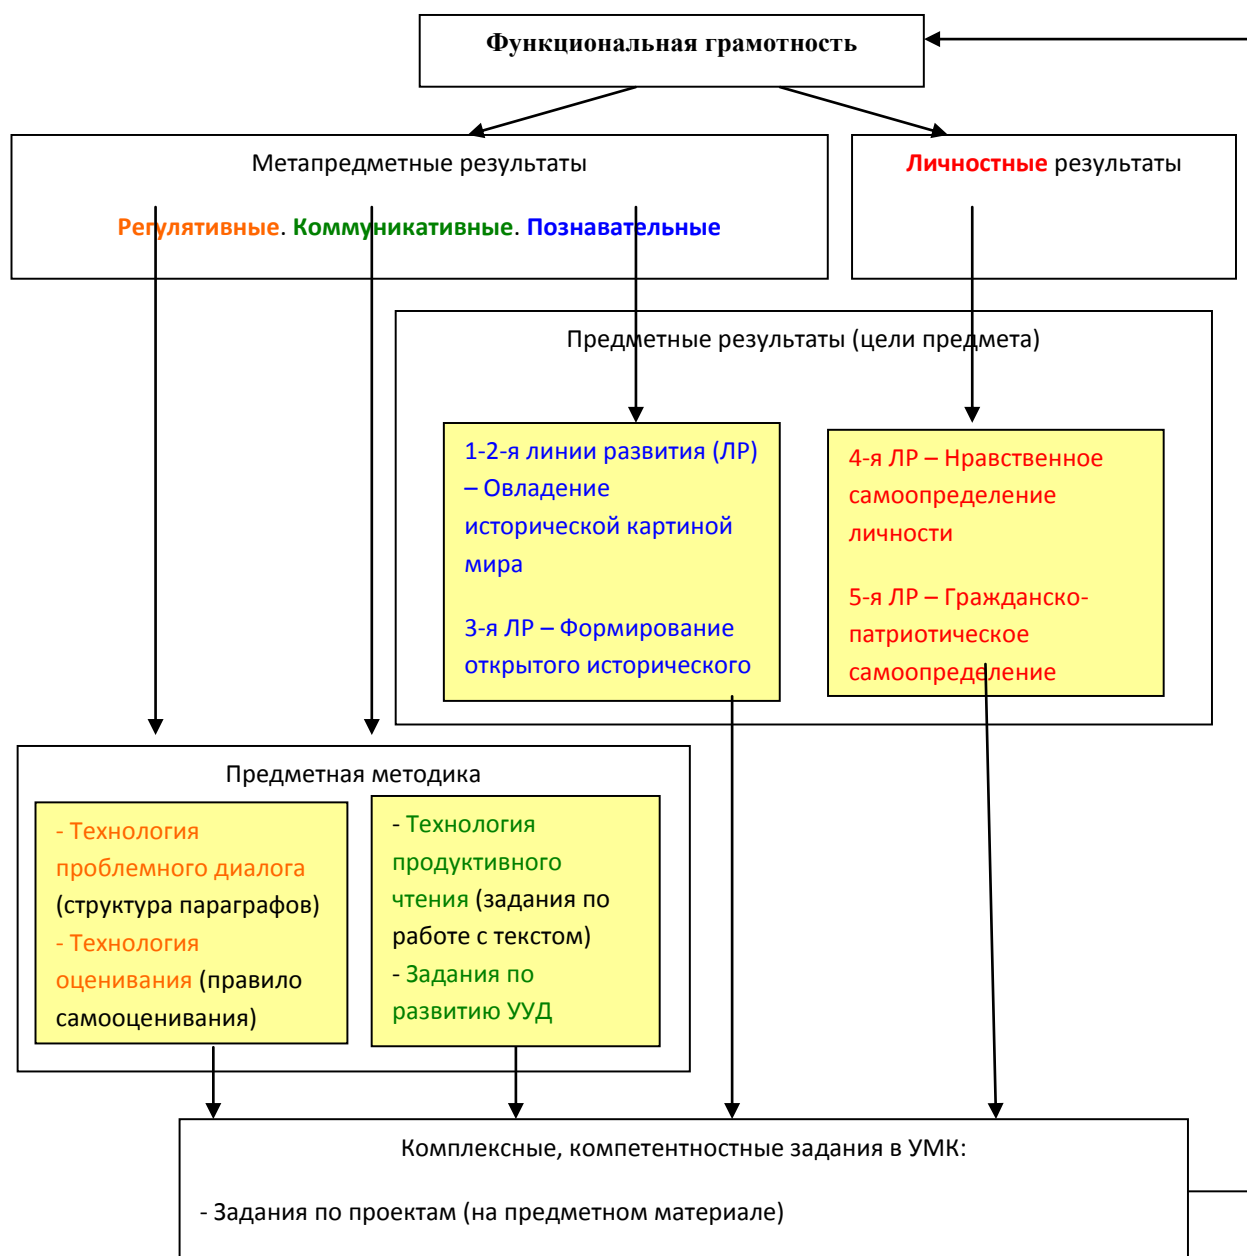 Функциональная грамотность
Метапредметные результаты
Регулятивные. Коммуникативные. Познавательные
Личностные результаты
Предметные результаты (цели предмета)
1-2-я линии развития (ЛР)
– Овладение
исторической картиной
мира
3-я ЛР – Формирование
открытого исторического
4-я ЛР – Нравственное
самоопределение
личности
5-я ЛР – Гражданско-
патриотическое
самоопределение
Предметная методика
- Технология
проблемного диалога
(структура параграфов)
- Технология
оценивания (правило
самооценивания)
- Технология
продуктивного
чтения (задания по
работе с текстом)
- Задания по
развитию УУД
Комплексные, компетентностные задания в УМК:
- Задания по проектам (на предметном материале)